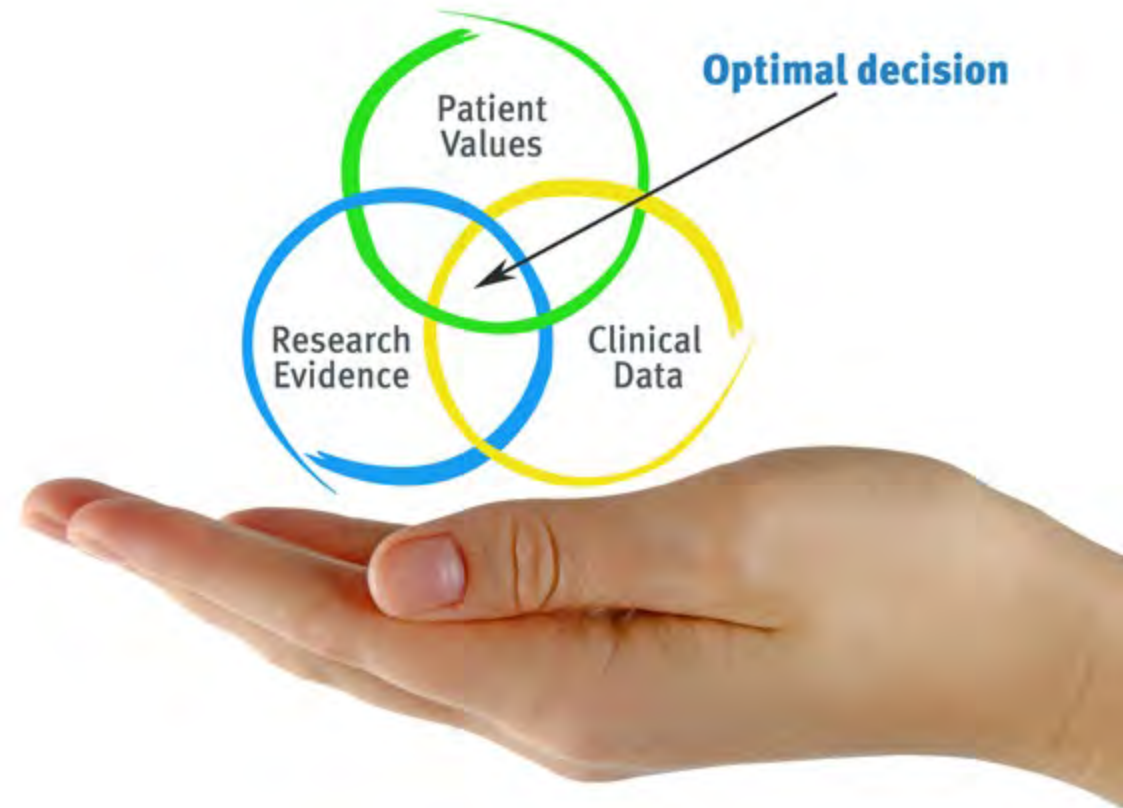 Optimal decision
Patient
Values
Research
Evidence
Clinical
Data